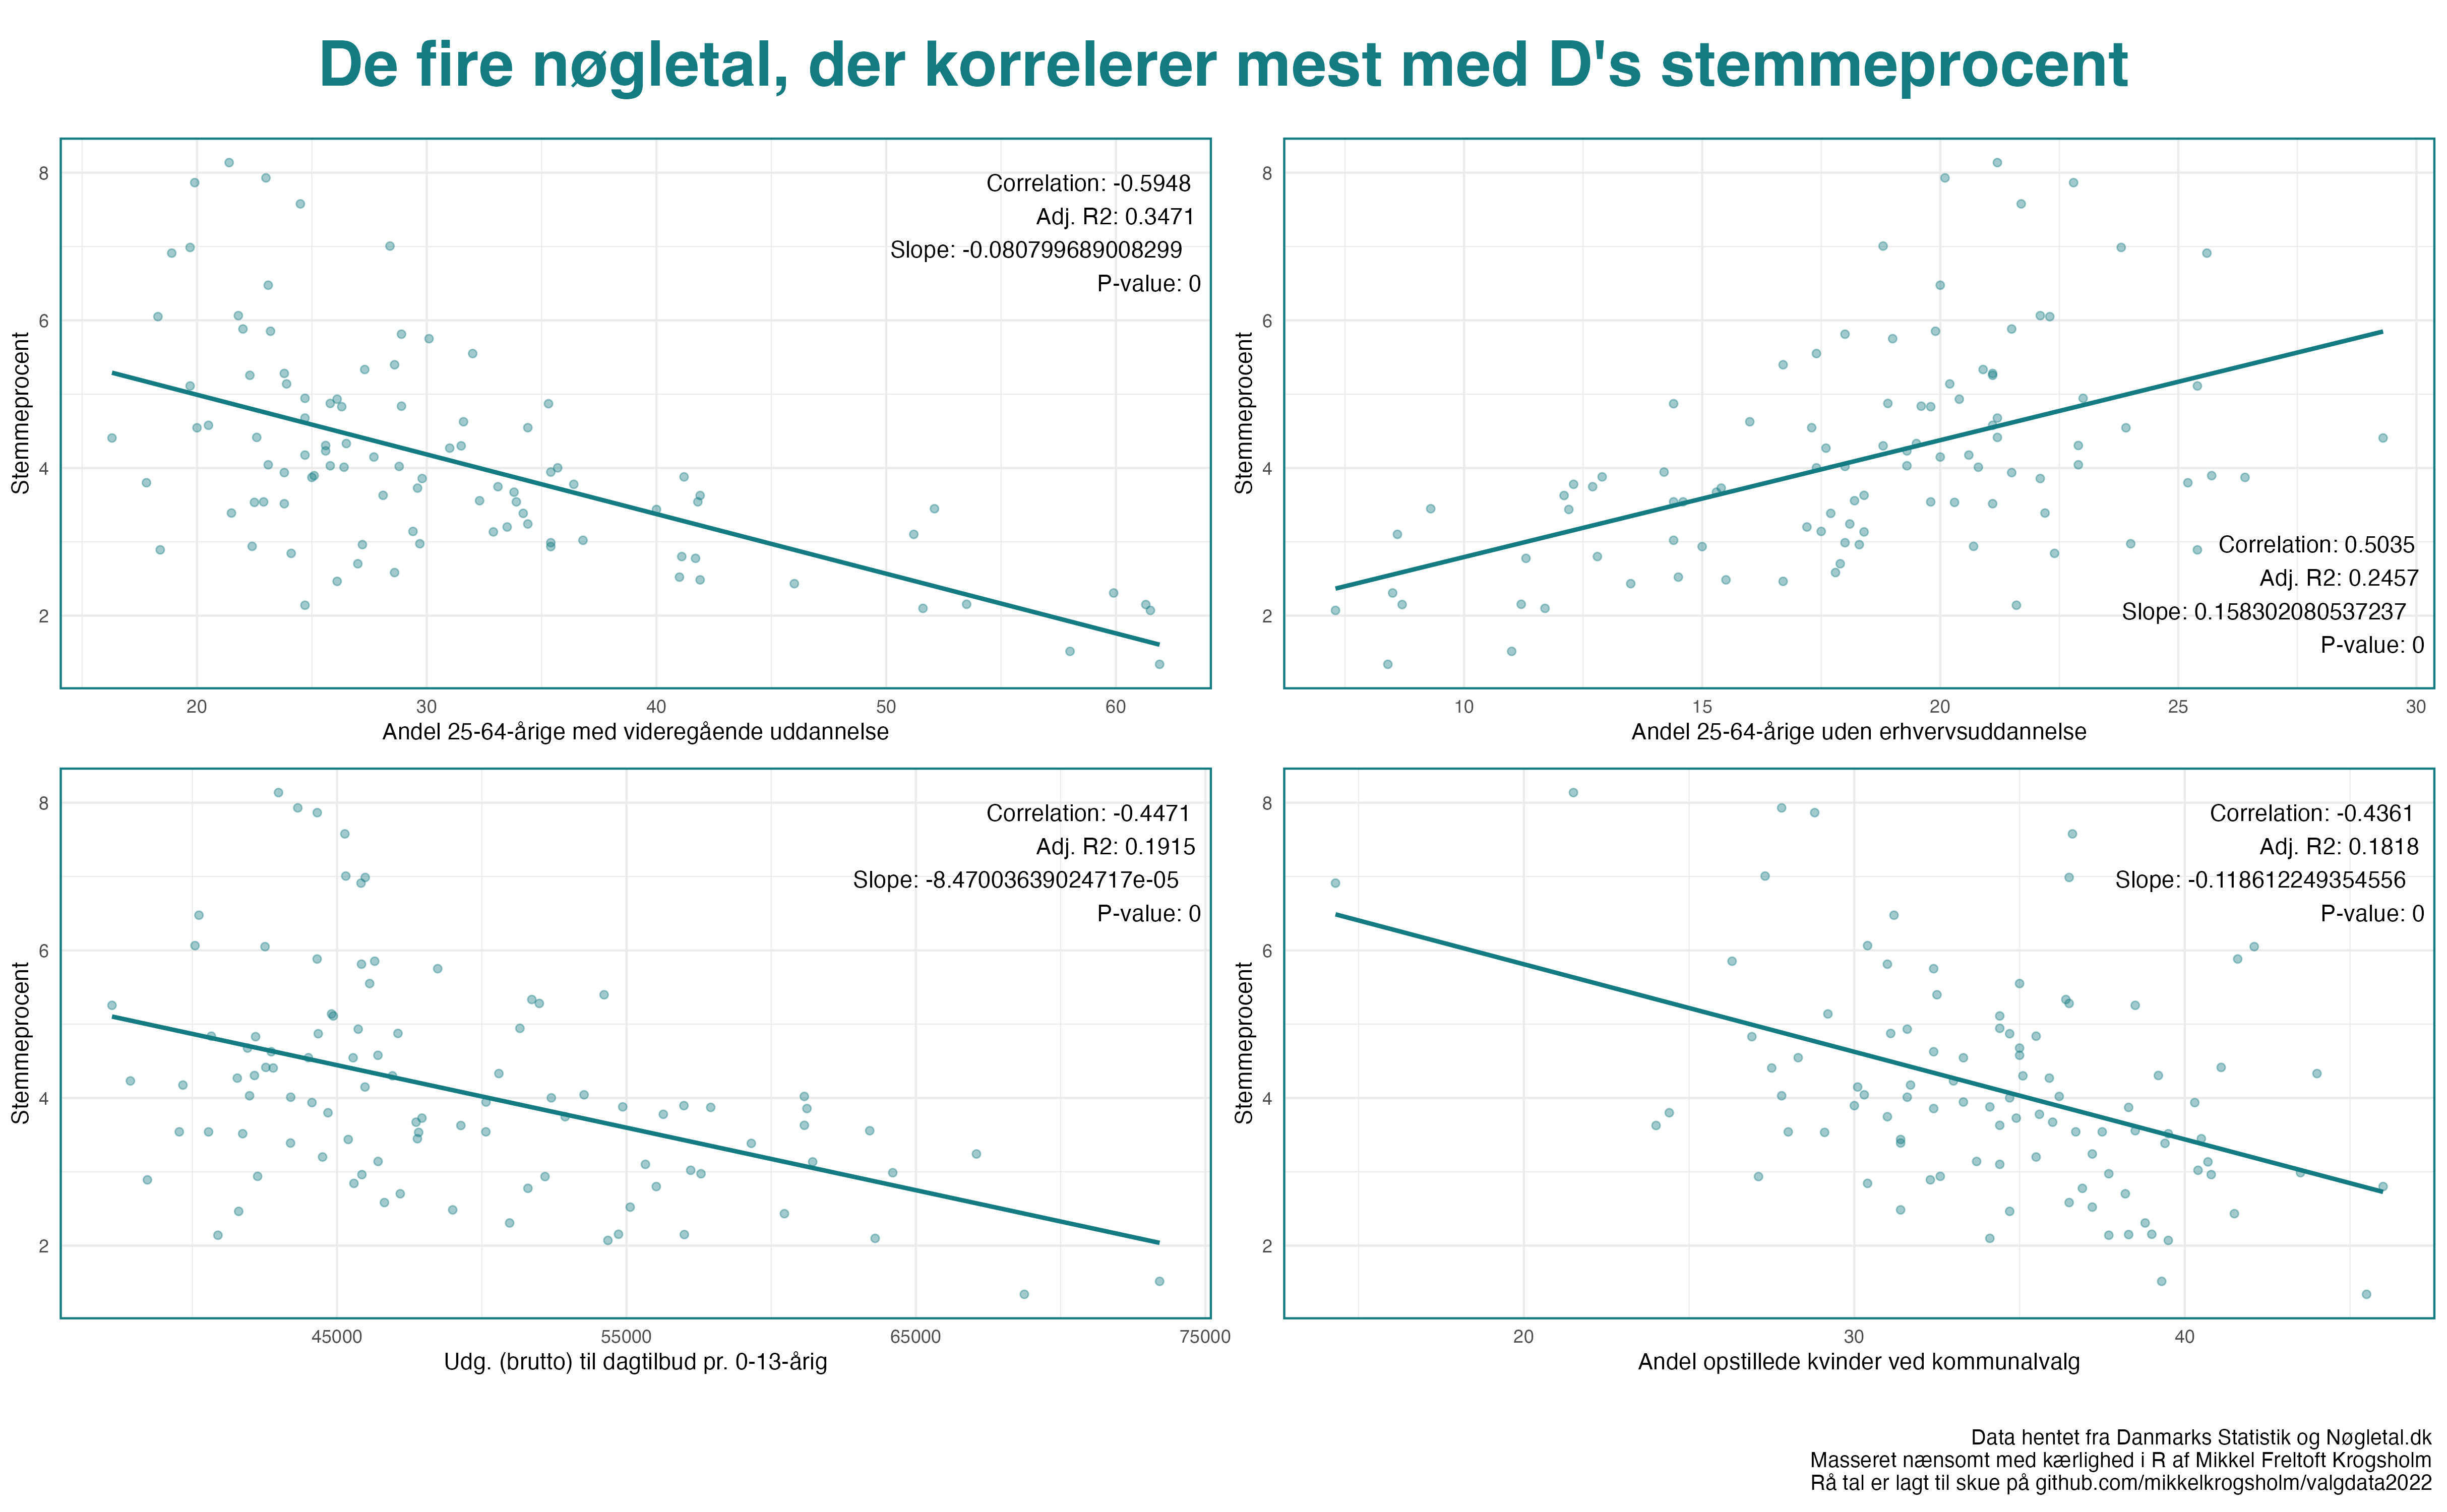 De fire nøgletal, der korrelerer mest med D's stemmeprocent
Correlation: -0.5948
Adj. R2: 0.3471
Slope: -0.080799689008299
P-value: 0
Stemmeprocent
8
6
4
2
20 30 40 50 60
Andel 25-64-årige med videregående uddannelse
Correlation: 0.5035
Adj. R2: 0.2457
Slope: 0.158302080537237
P-value: 0
Stemmeprocent
8
6
4
2
10 15 20 25 30
Andel 25-64-årige uden erhvervsuddannelse
Correlation: -0.4471
Adj. R2: 0.1915
Slope: -8.47003639024717e-05
P-value: 0
Stemmeprocent
8
6
4
2
45000 55000 65000 75000
Udg. (brutto) til dagtilbud pr. 0-13-årig
Correlation: -0.4361
Adj. R2: 0.1818
Slope: -0.118612249354556
P-value: 0
Stemmeprocent
8
6
4
2
20 30 40
Andel opstillede kvinder ved kommunalvalg
Data hentet fra Danmarks Statistik og Nøgletal.dk
Masseret nænsomt med kærlighed i R af Mikkel Freltoft Krogsholm
Rå tal er lagt til skue på github.com/mikkelkrogsholm/valgdata2022